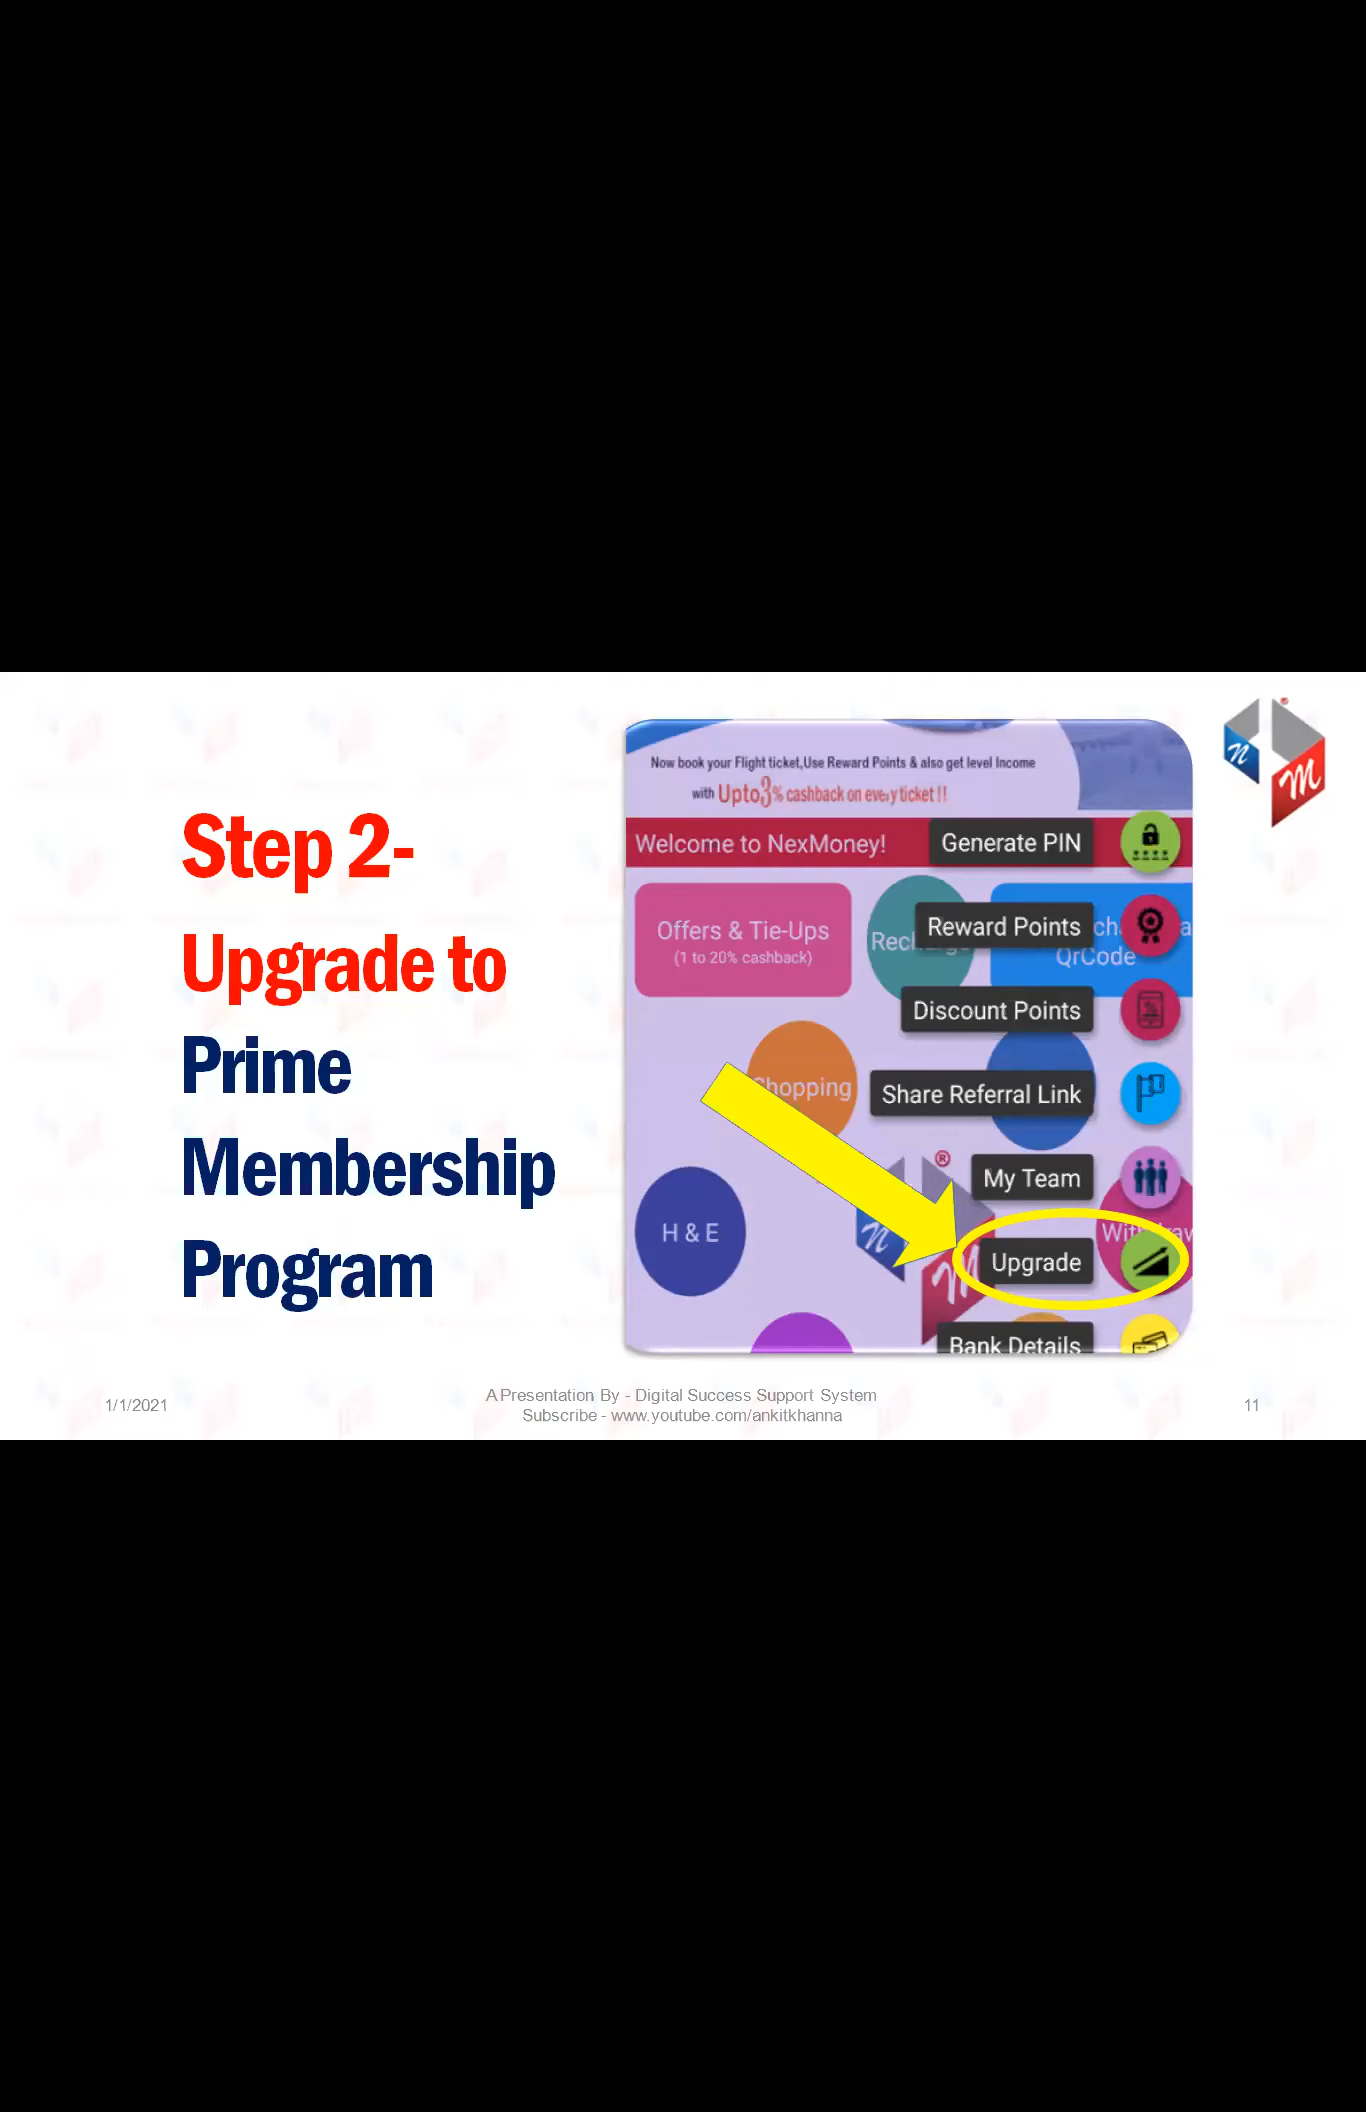 Step 2-
Upgrade to
Prime
Membership
Program
Now book your Flight ticket,Use Reward Points & also get level Income
with Upto 3% cashback on every ticket !!
Welcome to NexMoney!
Generate PIN
Offers & Tie-Ups
(1 to 20% cashback)
Reward Points
QrCode
Discount Points
Shopping
Share Referral Link
®
My Team
H & E
Upgrade
Bank Details
n
M
1/1/2021
A Presentation By - Digital Success Support System
Subscribe - www.youtube.com/ankitkhanna
11